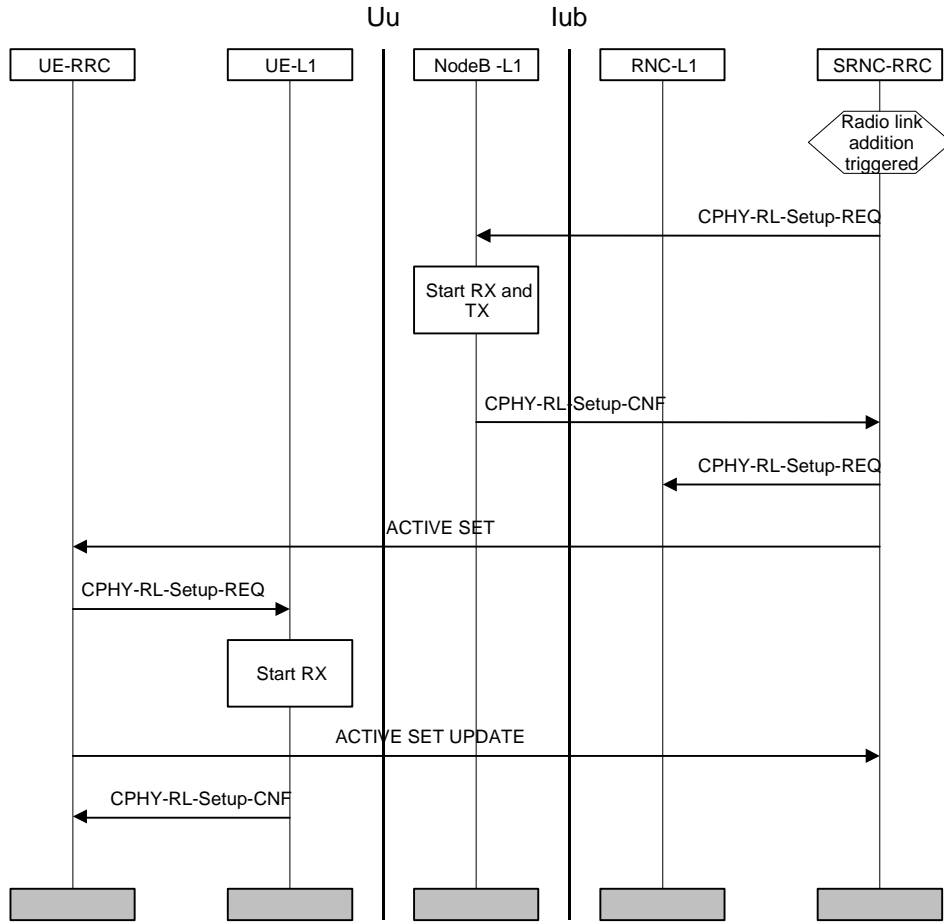 Uu
Iub
UE-RRC
UE-L1
NodeB -L1
RNC-L1
SRNC-RRC
Radio link
addition
triggered
CPHY-RL-Setup-REQ
Start RX and
TX
CPHY-RL-Setup-CNF
CPHY-RL-Setup-REQ
ACTIVE SET
CPHY-RL-Setup-REQ
Start RX
ACTIVE SET UPDATE
CPHY-RL-Setup-CNF